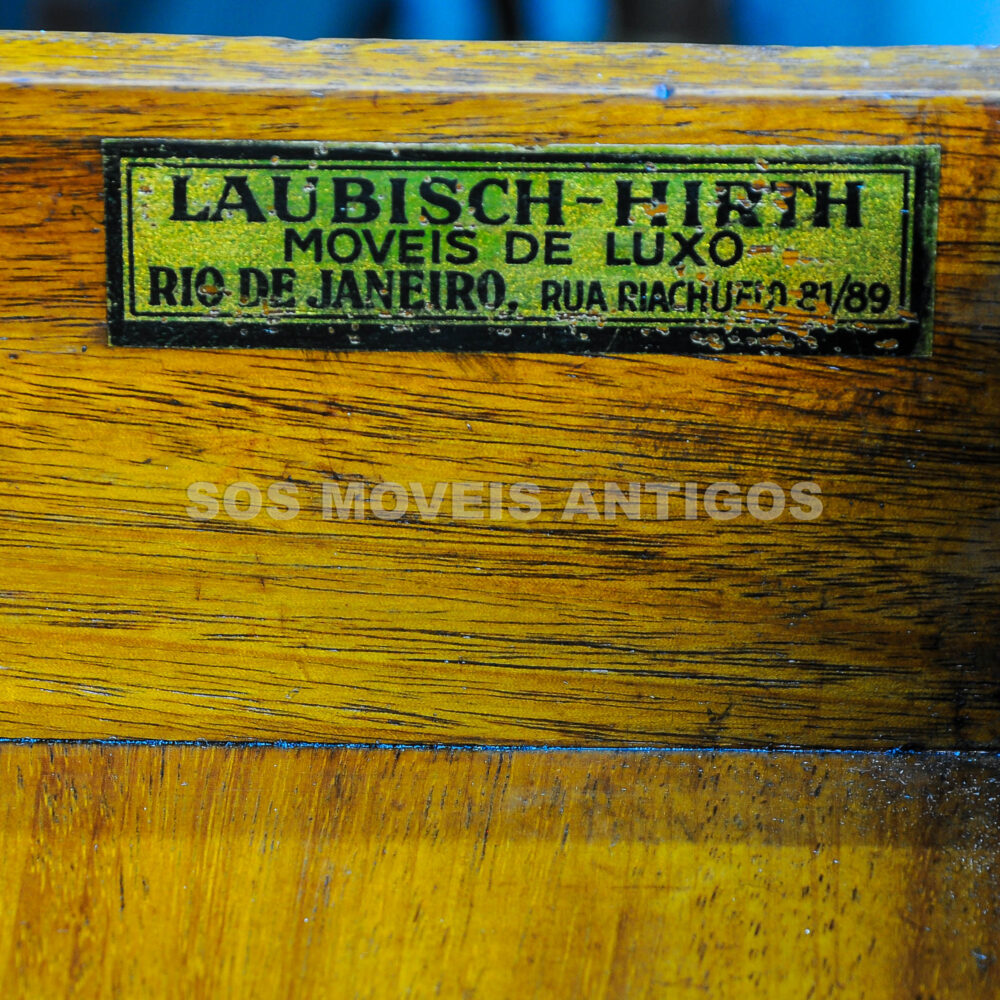 LAUBISCH-HIRTH
MOVEIS DE LUXO
RIO DE JANEIRO, RUA RIACHUELO 81/89
SOS MOVEIS ANTIGOS